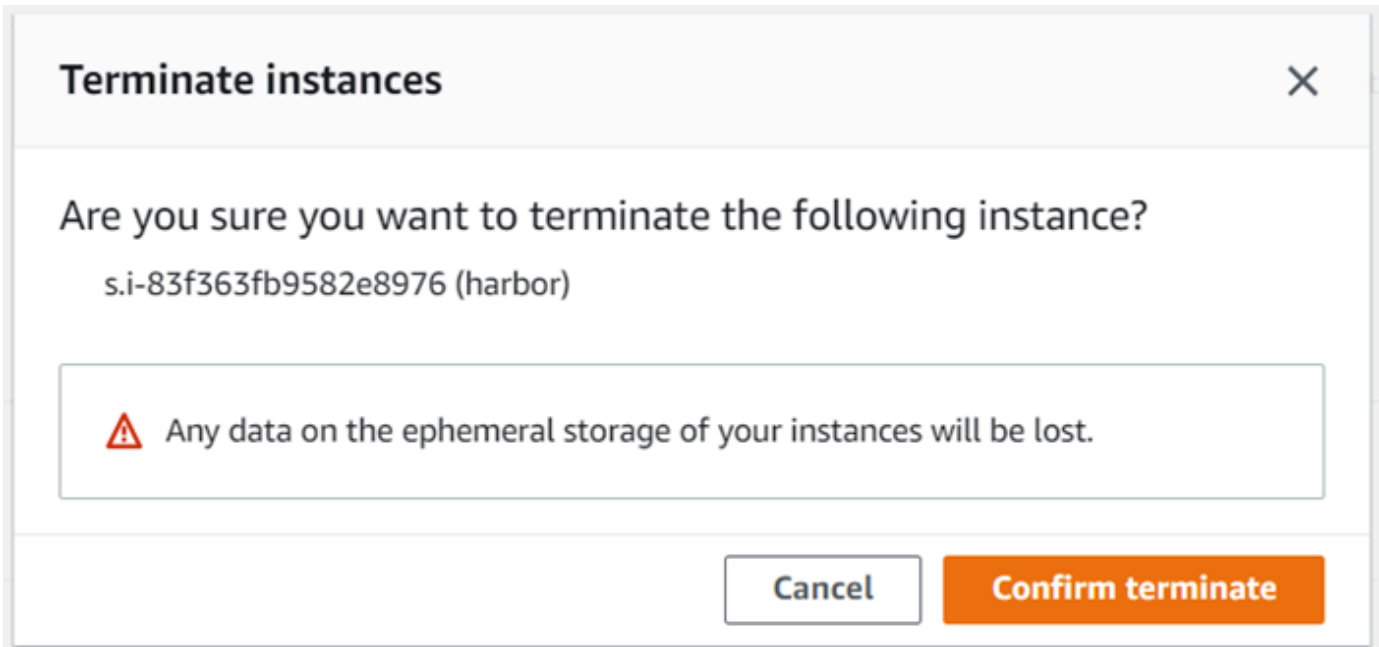 Terminate instances
Are you sure you want to terminate the following instance?
s.i-83f363fb9582e8976 (harbor)
Any data on the ephemeral storage of your instances will be lost.
Cancel
Confirm terminate